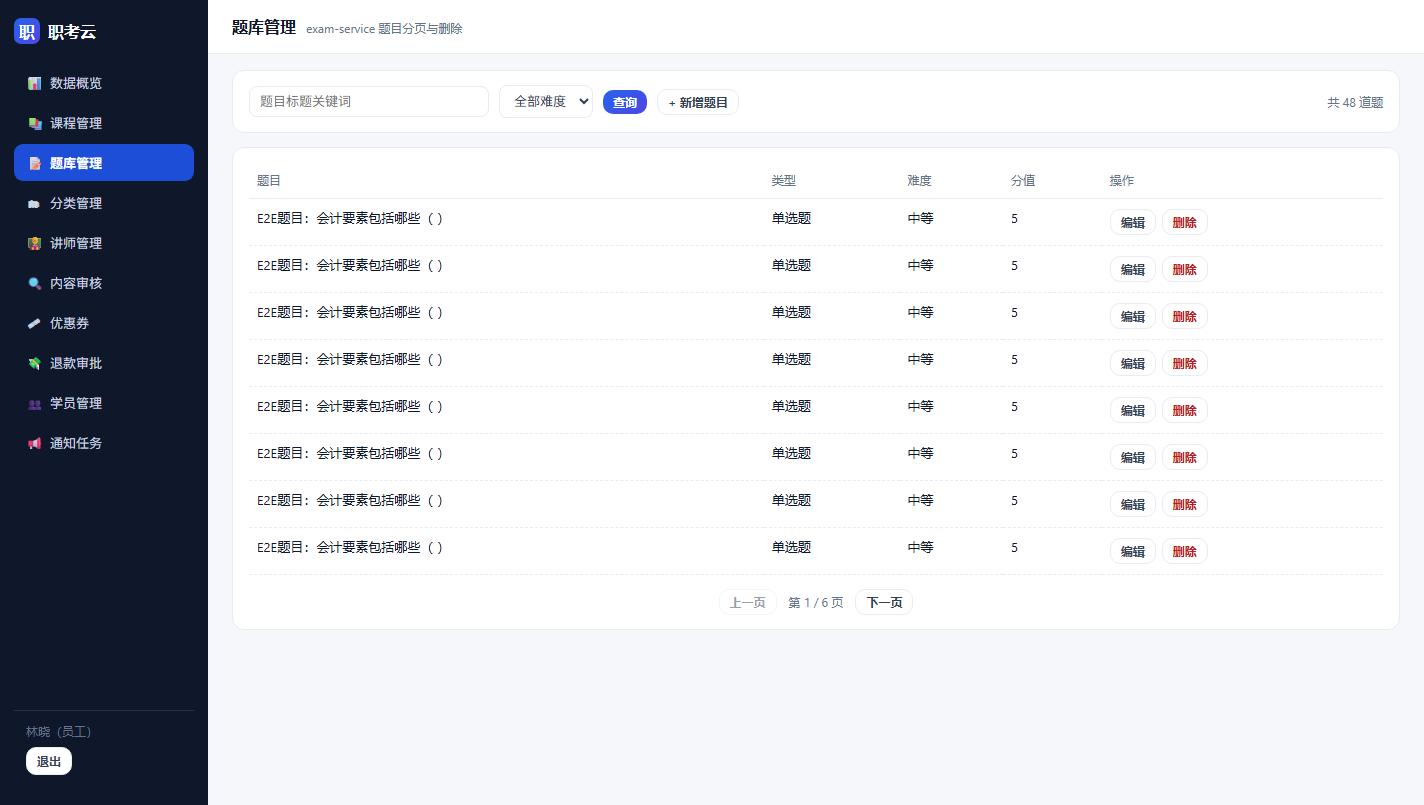 职 职考云
数据概览
课程管理
题库管理
分类管理
讲师管理
内容审核
优惠券
退款审批
学员管理
通知任务
林晓（员工）
退出
题库管理 exam-service 题目分页与删除
题目标题关键词 全部难度 查询 + 新增题目 共 48 道题
题目 类型 难度 分值 操作
E2E题目：会计要素包括哪些（ ） 单选题 中等 5 编辑 删除
E2E题目：会计要素包括哪些（ ） 单选题 中等 5 编辑 删除
E2E题目：会计要素包括哪些（ ） 单选题 中等 5 编辑 删除
E2E题目：会计要素包括哪些（ ） 单选题 中等 5 编辑 删除
E2E题目：会计要素包括哪些（ ） 单选题 中等 5 编辑 删除
E2E题目：会计要素包括哪些（ ） 单选题 中等 5 编辑 删除
E2E题目：会计要素包括哪些（ ） 单选题 中等 5 编辑 删除
E2E题目：会计要素包括哪些（ ） 单选题 中等 5 编辑 删除
上一页 第 1 / 6 页 下一页